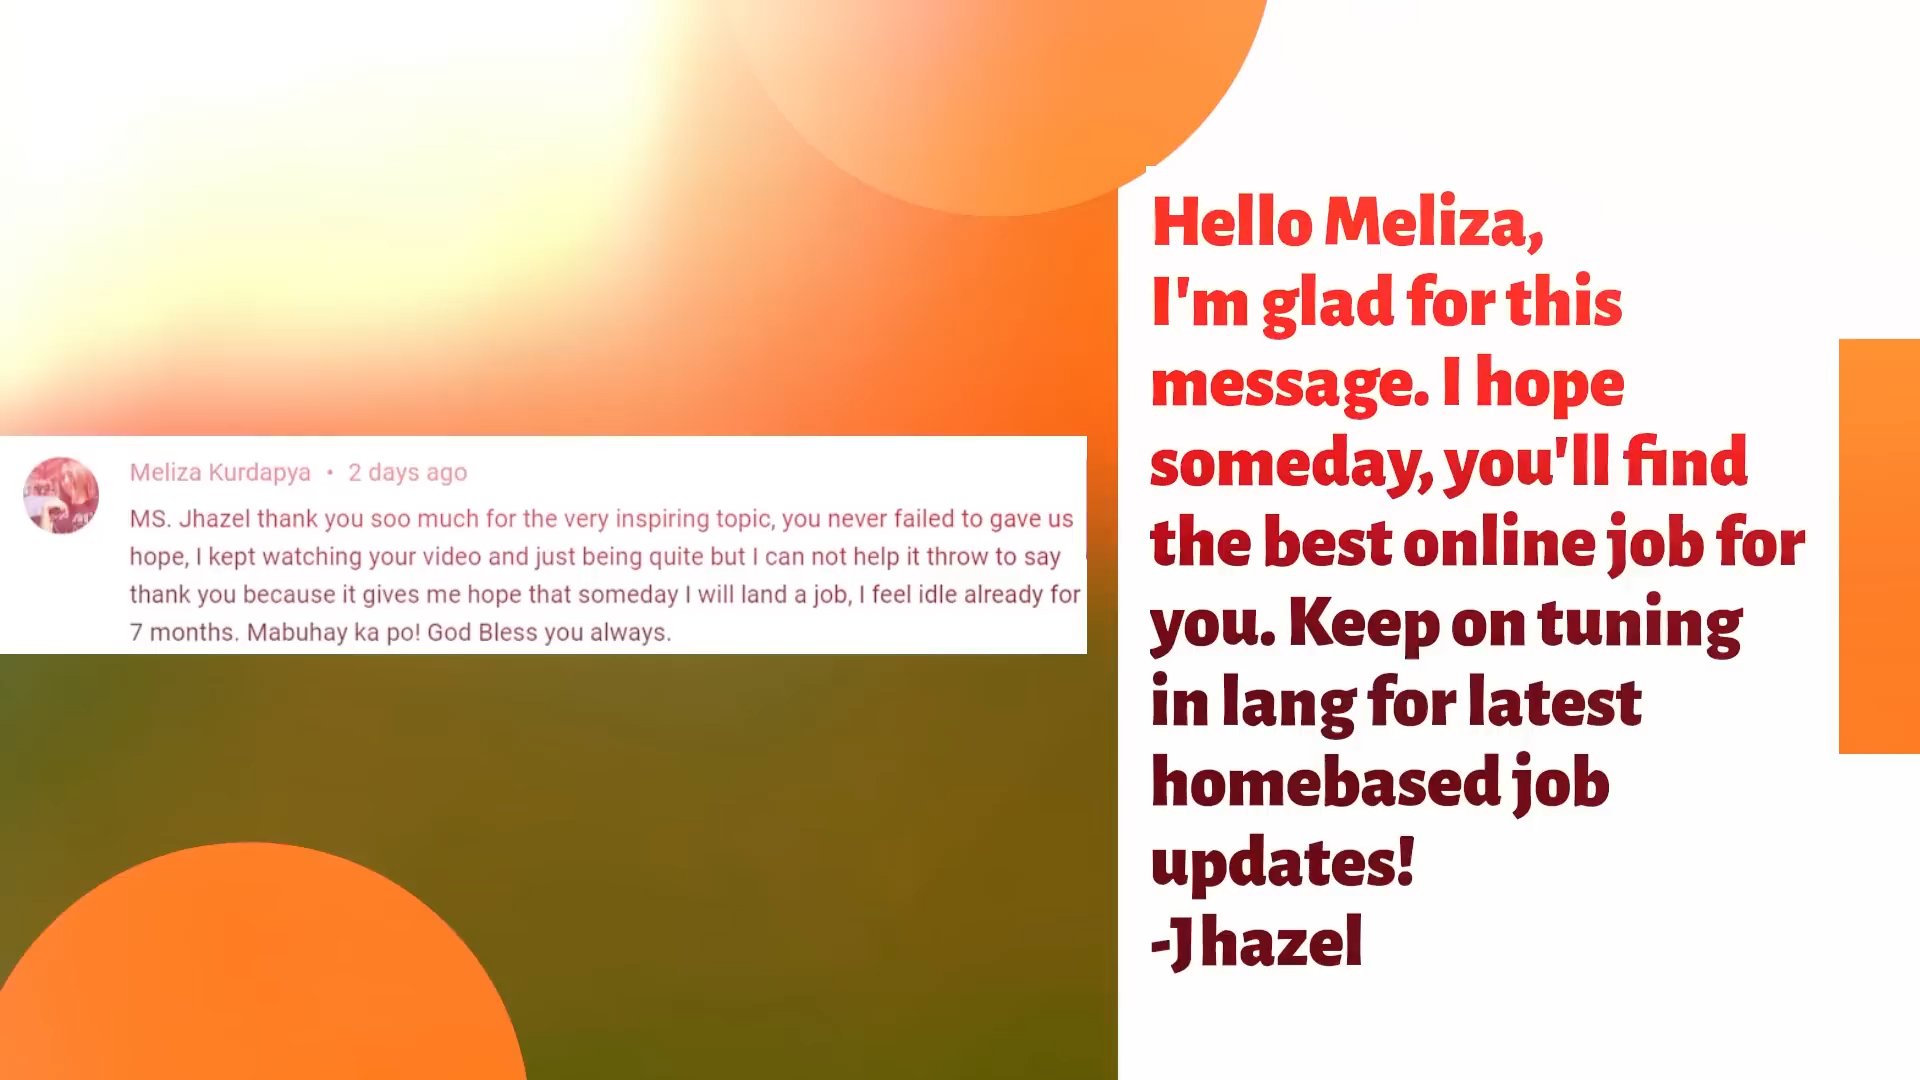 Meliza Kurdapya • 2 days ago
MS. Jhazel thank you soo much for the very inspiring topic, you never failed to gave us
hope, I kept watching your video and just being quite but I can not help it throw to say
thank you because it gives me hope that someday I will land a job, I feel idle already for
7 months. Mabuhay ka po! God Bless you always.
Hello Meliza,
I'm glad for this
message. I hope
someday, you'll find
the best online job for
you. Keep on tuning
in lang for latest
homebased job
updates!
-Jhazel